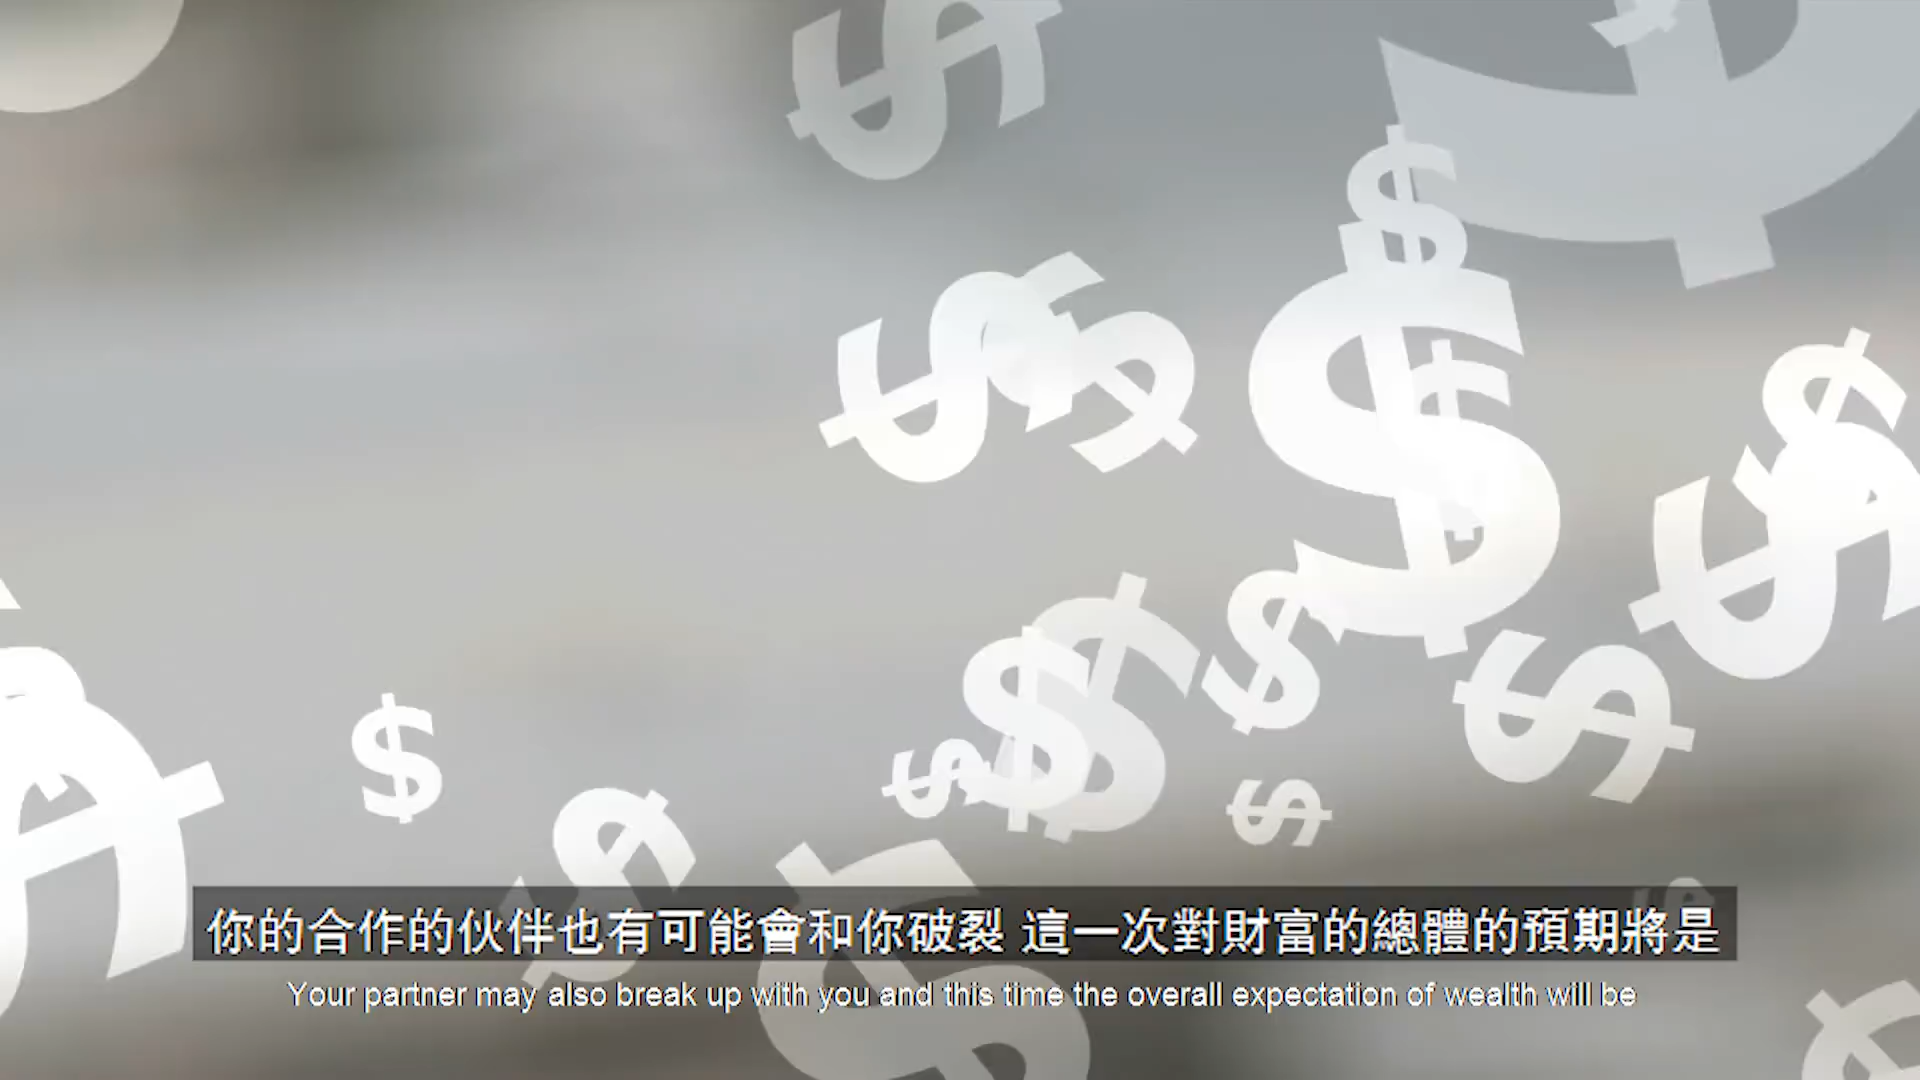 你的合作的伙伴也有可能會和你破裂 這一次對財富的總體的預期將是
Your partner may also break up with you and this time the overall expectation of wealth will be